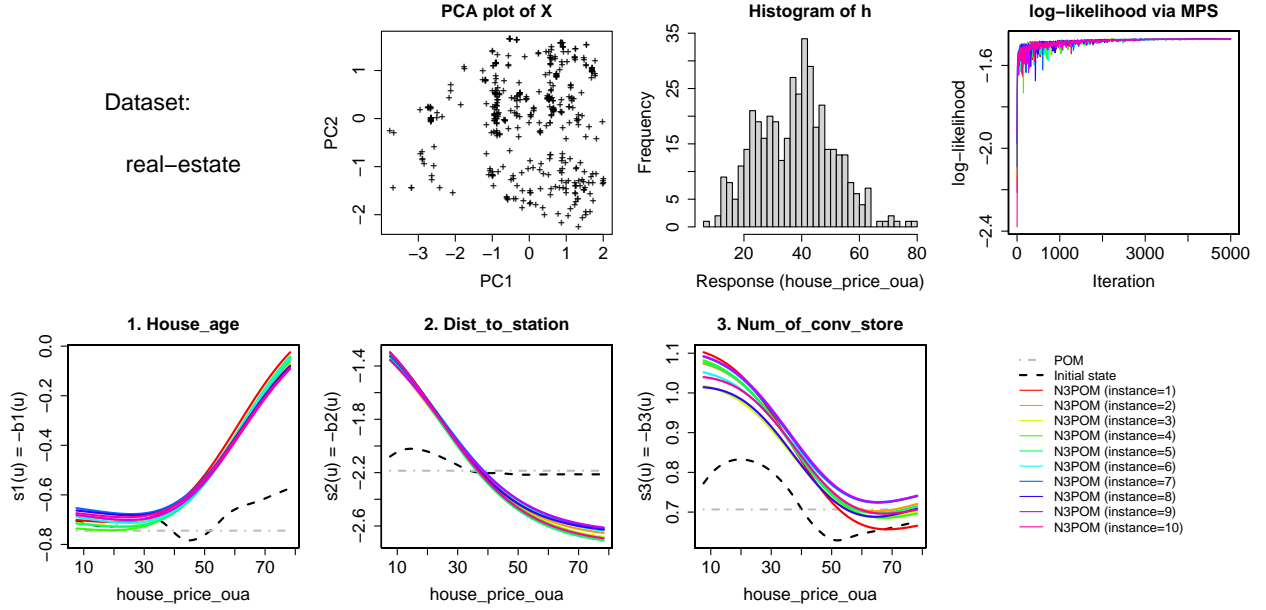 Dataset:
real−estate
PCA plot of X
PC2
1
0
−1
−2
−3 −2 −1 0 1 2
PC1
Histogram of h
Frequency
35
25
15
5
0
20 40 60 80
Response (house_price_oua)
log−likelihood via MPS
log−likelihood
−1.6
−2.0
−2.4
0 1000 3000 5000
Iteration
1. House_age
s1(u) = −b1(u)
0.0
−0.2
−0.4
−0.6
−0.8
10 30 50 70
house_price_oua
2. Dist_to_station
s2(u) = −b2(u)
−1.4
−1.8
−2.2
−2.6
10 30 50 70
house_price_oua
3. Num_of_conv_store
s3(u) = −b3(u)
1.1
1.0
0.9
0.8
0.7
10 30 50 70
house_price_oua
POM
Initial state
N3POM (instance=1)
N3POM (instance=2)
N3POM (instance=3)
N3POM (instance=4)
N3POM (instance=5)
N3POM (instance=6)
N3POM (instance=7)
N3POM (instance=8)
N3POM (instance=9)
N3POM (instance=10)